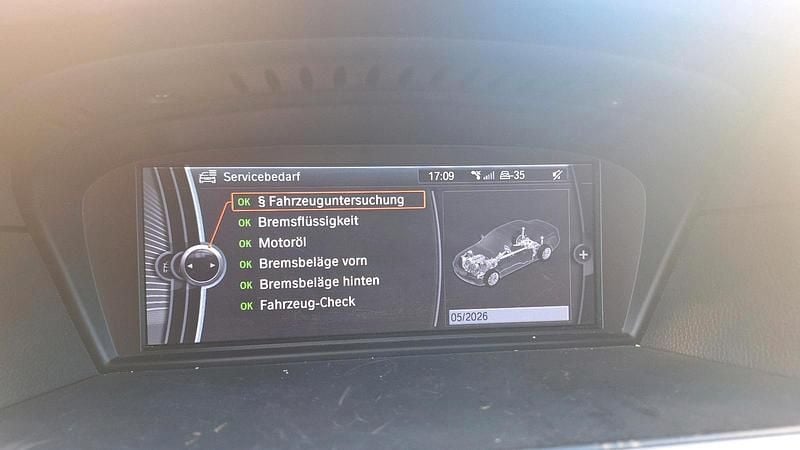 Servicebedarf 17:09 -35
OK § Fahrzeuguntersuchung
OK Bremsflüssigkeit
OK Motoröl
OK Bremsbeläge vorn
OK Bremsbeläge hinten
OK Fahrzeug-Check
05/2026